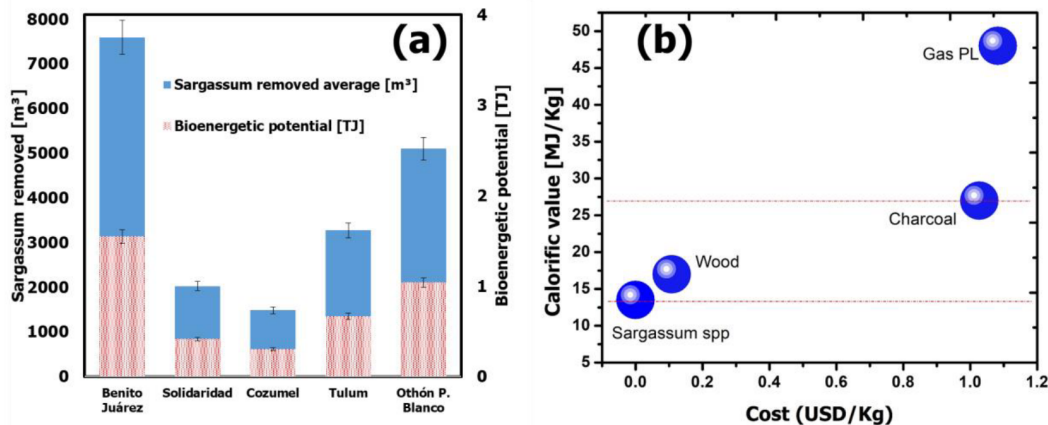 (a)
Sargassum removed [m³]
8000
7000
6000
5000
4000
3000
2000
1000
0
Sargassum removed average [m³]
Bioenergetic potential [TJ]
4
3
2
1
0
Bioenergetic potential [TJ]
Benito
Juárez
Solidaridad
Cozumel
Tulum
Othón P.
Blanco
(b)
Calorific value [MJ/Kg]
50
45
40
35
30
25
20
15
10
5
Gas PL
Charcoal
Wood
Sargassum spp
0.0
0.2
0.4
0.6
0.8
1.0
1.2
Cost (USD/Kg)